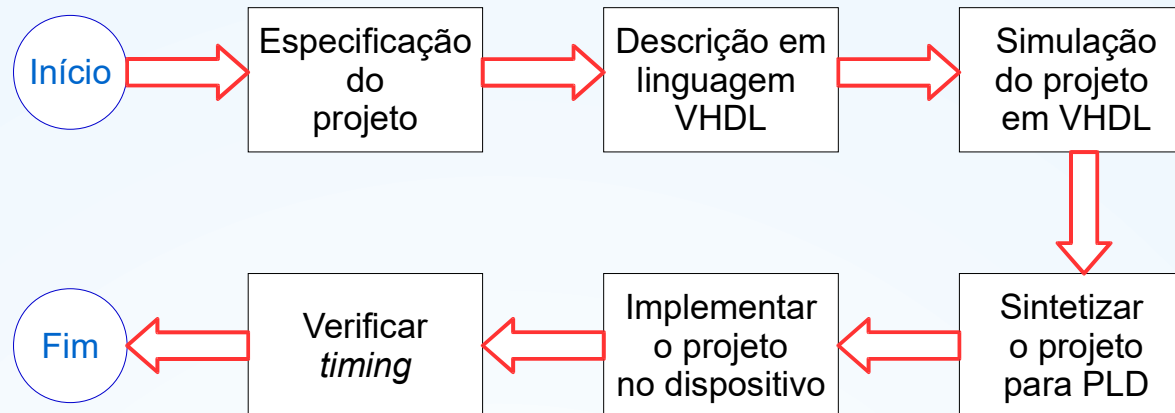 Início
Especificação
do
projeto
Descrição em
linguagem
VHDL
Simulação
do projeto
em VHDL
Sintetizar
o projeto
para PLD
Implementar
o projeto
no dispositivo
Verificar
timing
Fim